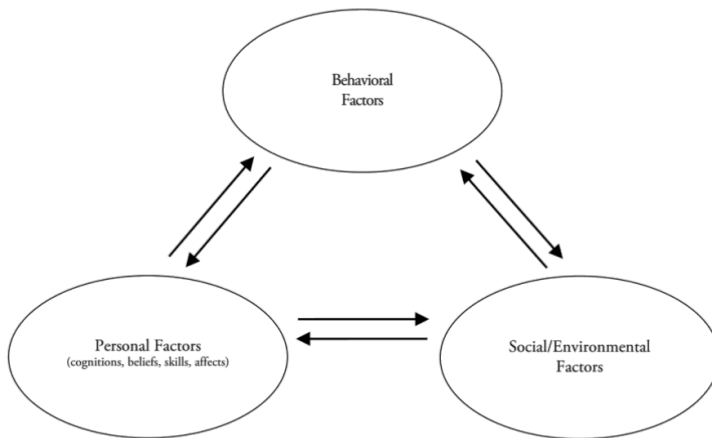 Behavioral
Factors
Personal Factors
(cognitions, beliefs, skills, affects)
Social/Environmental
Factors